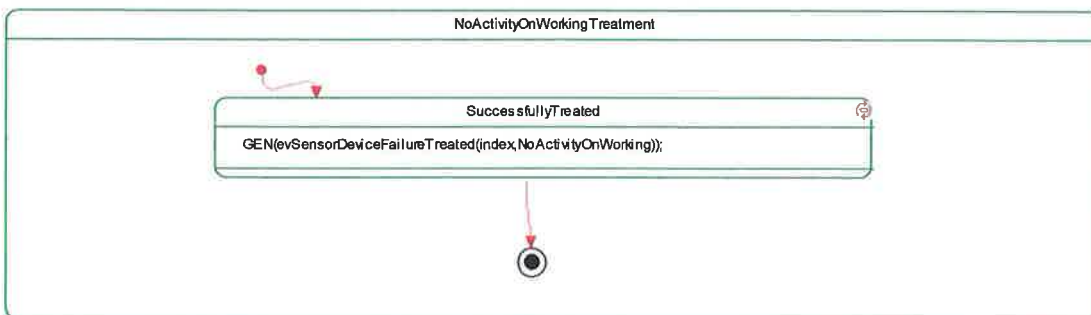 NoActivityOnWorkingTreatment
SuccessfullyTreated
GEN(evSensorDeviceFailureTreated(index,NoActivityOnWorking));